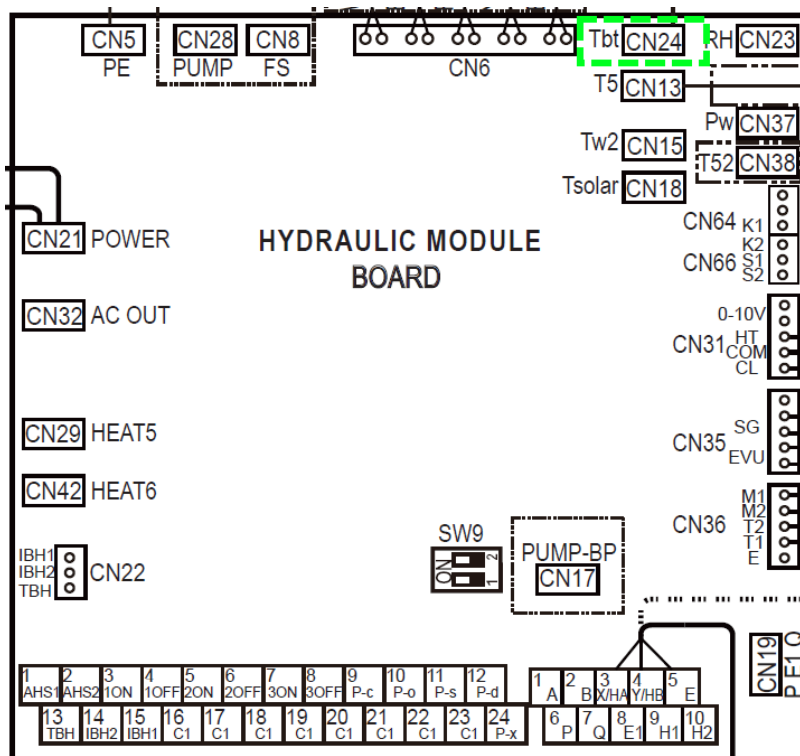 CN5 CN28 CN8 Tbt CN24 RH CN23
PE PUMP FS CN6
T5 CN13
Pw CN37
Tw2 CN15
T52 CN38
Tsolar CN18
CN64 K1
K2
CN66 S1
S2
CN21 POWER
HYDRAULIC MODULE
BOARD
CN32 AC OUT
0-10V
HT
CN31 COM
CL
CN29 HEAT5
SG
CN35
EVU
CN42 HEAT6
M1
M2
CN36 T2
T1
E
SW9
ON 2 1
PUMP-BP
CN17
IBH1
IBH2 CN22
TBH
CN19
P E1 Q
1 2 3 4 5 6 7 8 9 10 11 12
AHS1 AHS2 1ON 1OFF 2ON 2OFF 3ON 3OFF P-c P-o P-s P-d
13 14 15 16 17 18 19 20 21 22 23 24
TBH IBH2 IBH1 C1 C1 C1 C1 C1 C1 C1 C1 P-x
1 2 3 4 5
A B X/HA Y/HB E
6 7 8 9 10
P Q E1 H1 H2